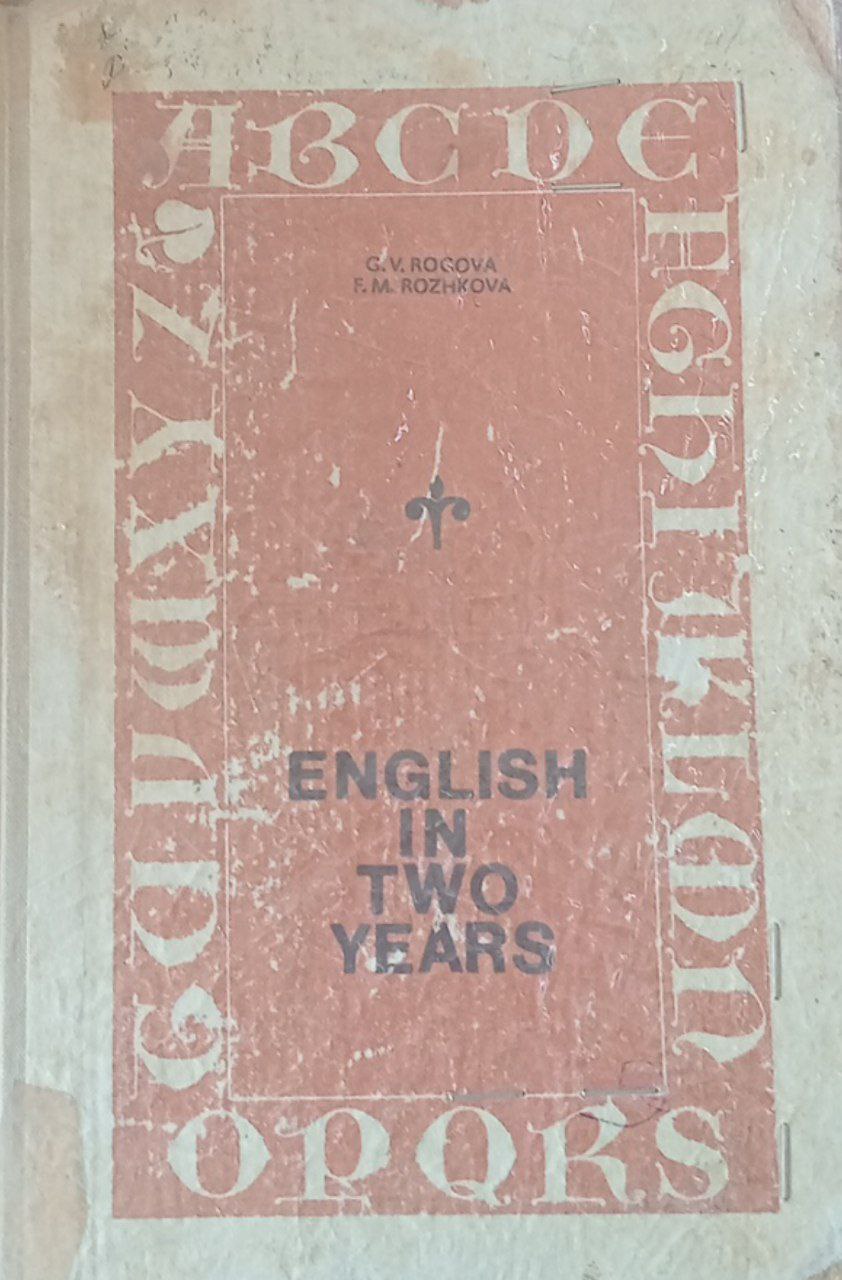 ABCDE
G. V. ROGOVA
F. M. ROZHKOVA
FGHIJKLMN
ENGLISH
IN
TWO
YEARS
OPQRS
TUVWXYZ